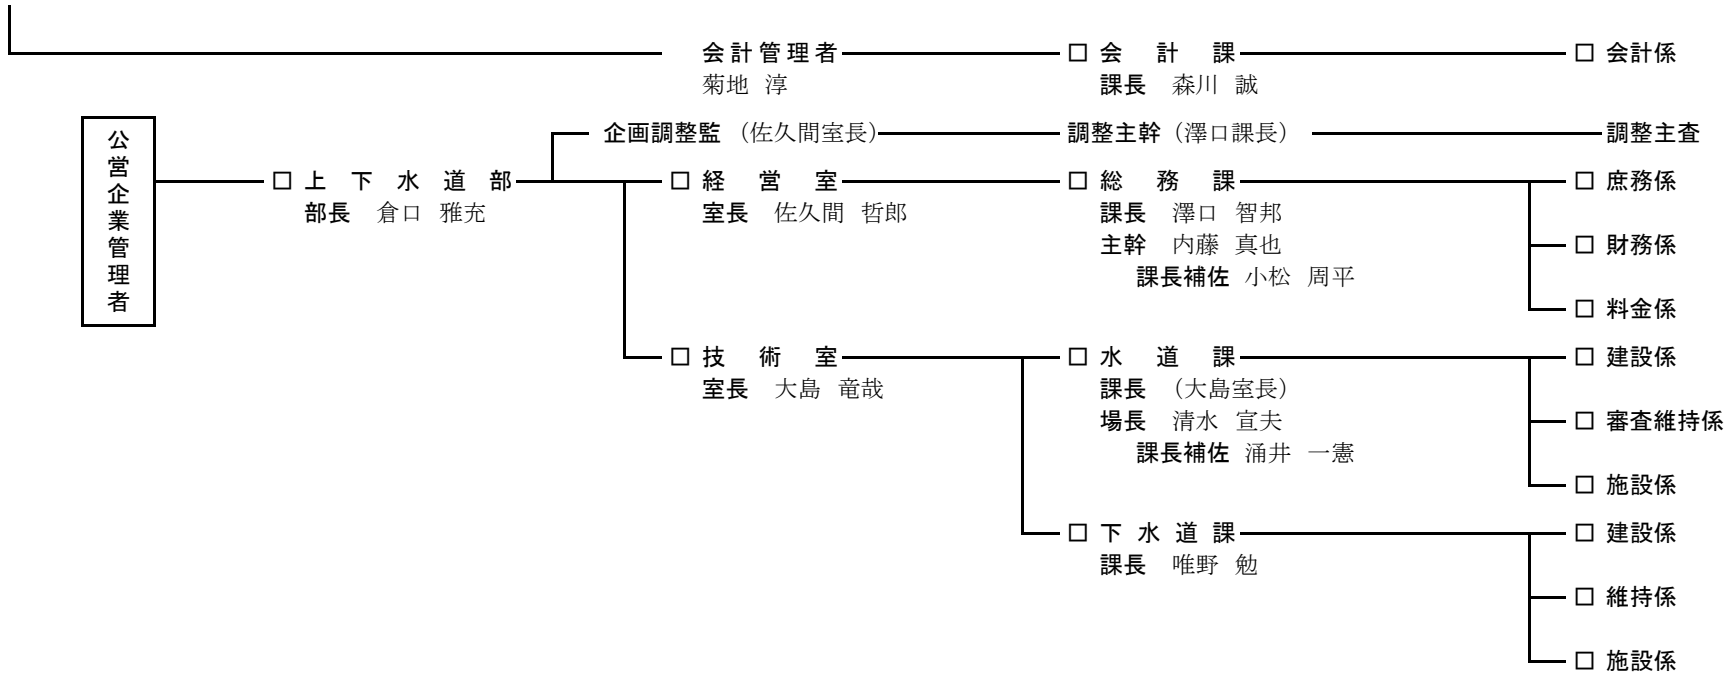 会計管理者 □ 会計課 □ 会計係
菊地 淳 課長 森川 誠
企画調整監 （佐久間室長） 調整主幹（澤口課長） 調整主査
公営企業管理者
□ 上下水道部 □ 経営室 □ 総務課 □ 庶務係
部長 倉口 雅充 室長 佐久間 哲郎 課長 澤口 智邦
主幹 内藤 真也 □ 財務係
課長補佐 小松 周平
□ 料金係
□ 技術室 □ 水道課 □ 建設係
室長 大島 竜哉 課長 （大島室長）
場長 清水 宣夫 □ 審査維持係
課長補佐 涌井 一憲
□ 施設係
□ 下水道課 □ 建設係
課長 唯野 勉
□ 維持係
□ 施設係